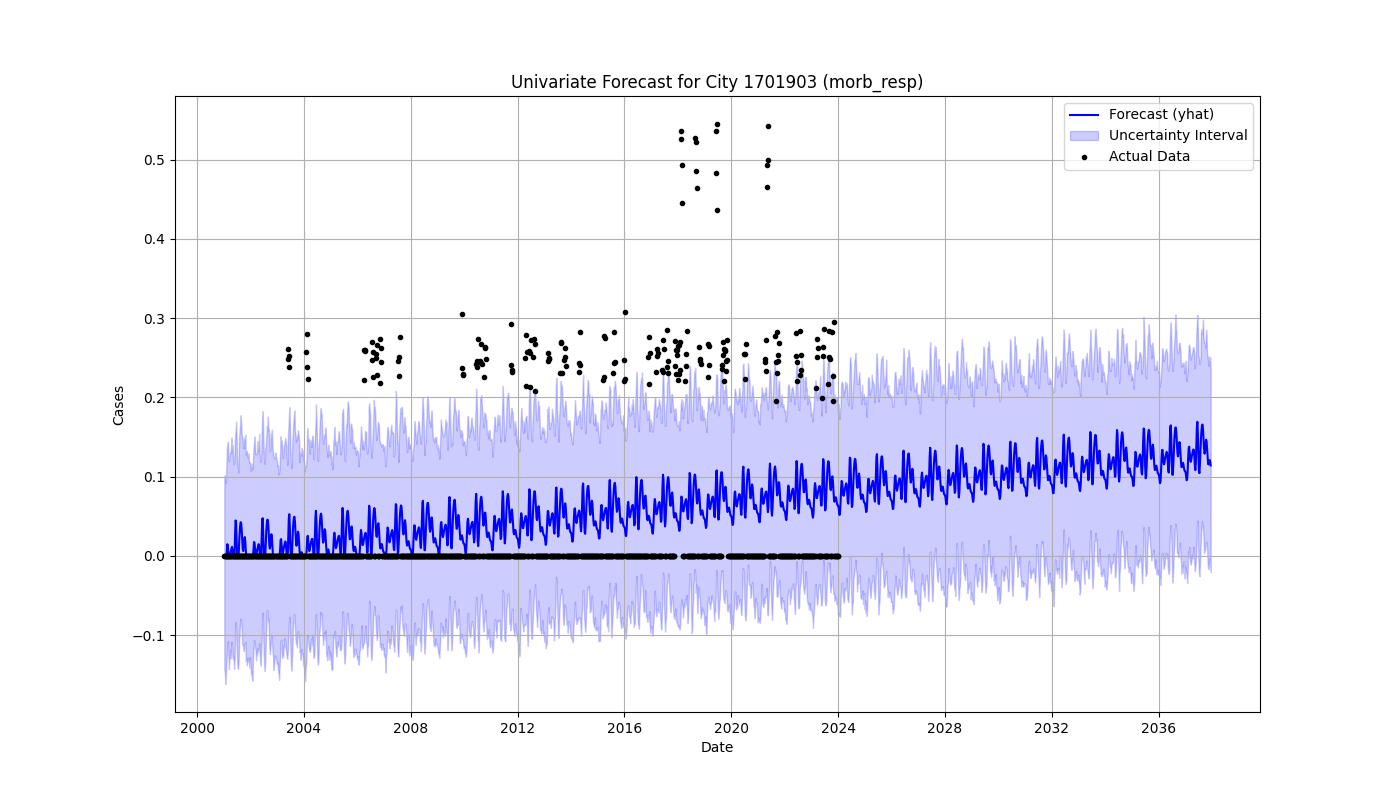 Univariate Forecast for City 1701903 (morb_resp)
Forecast (yhat)
Uncertainty Interval
Actual Data
Cases
0.5
0.4
0.3
0.2
0.1
0.0
−0.1
2000 2004 2008 2012 2016 2020 2024 2028 2032 2036
Date